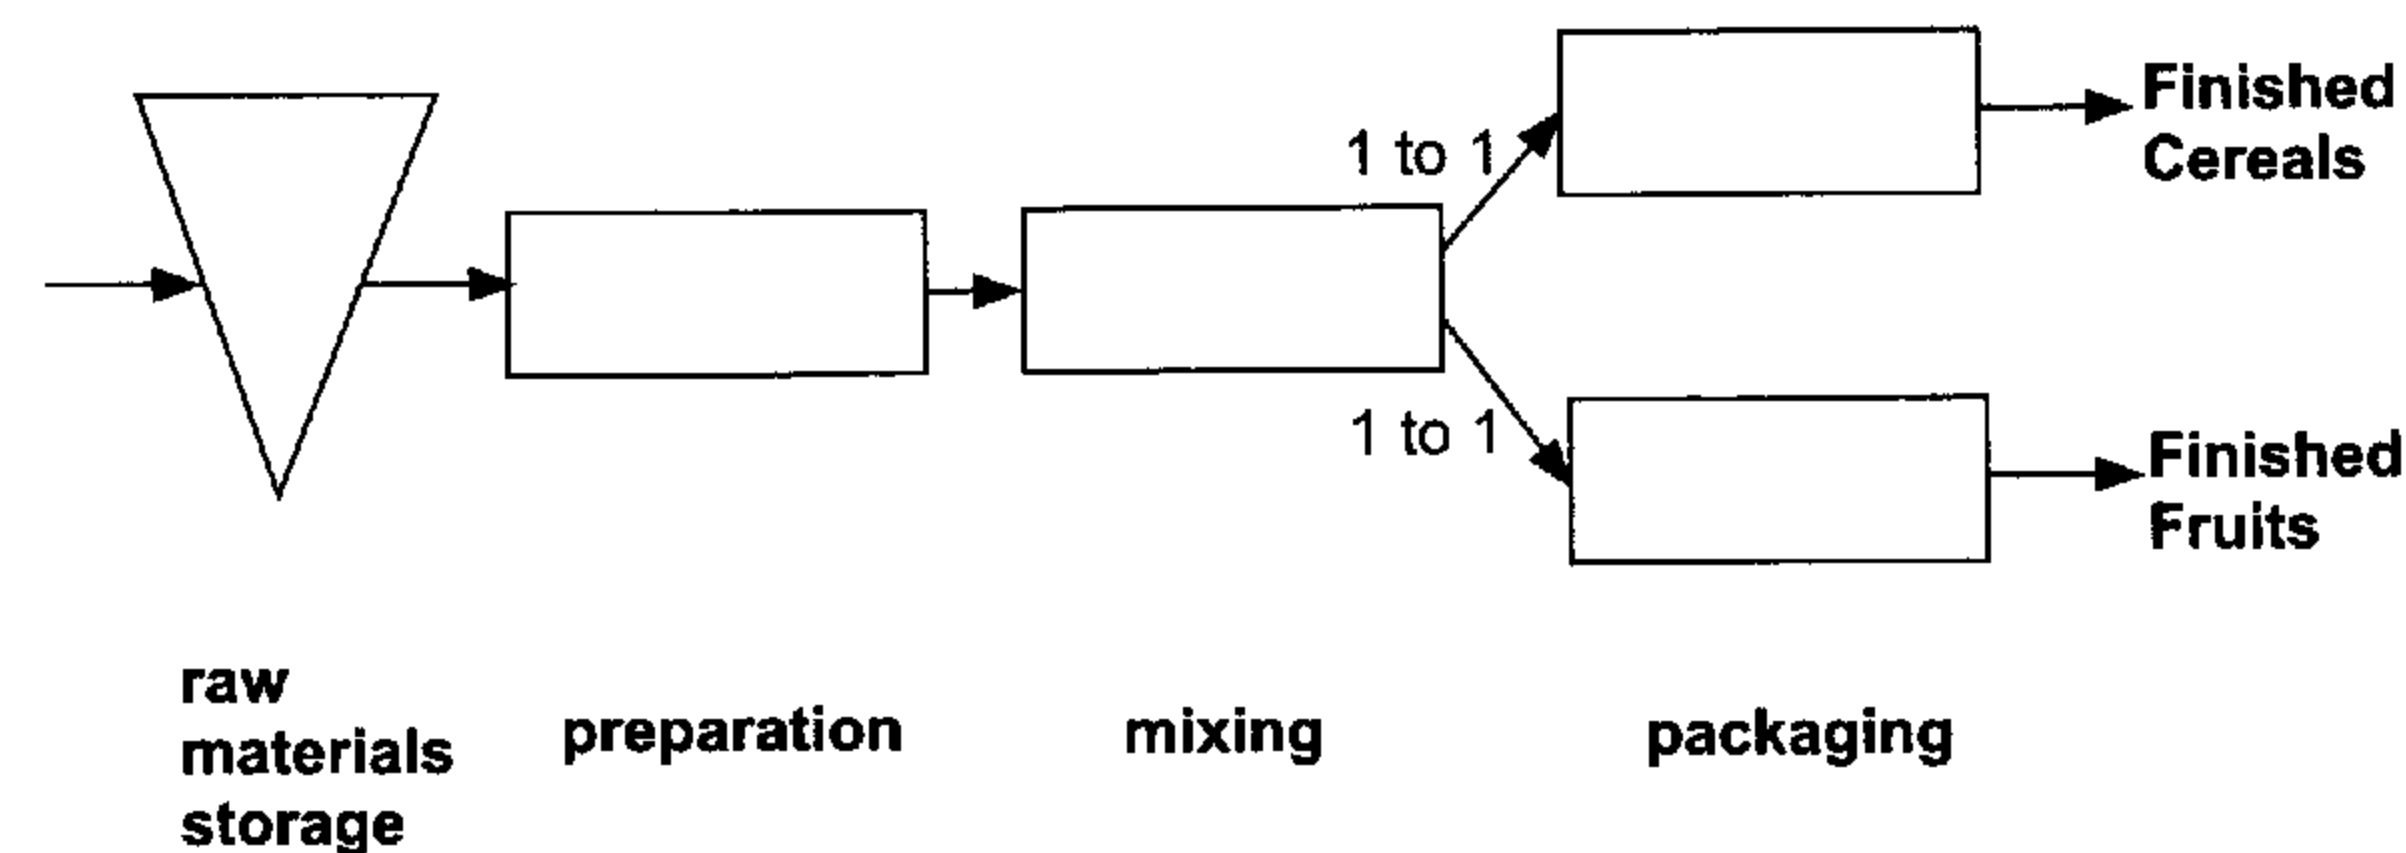 Finished
Cereals
1 to 1
1 to 1
Finished
Fruits
raw
materials
storage
preparation
mixing
packaging